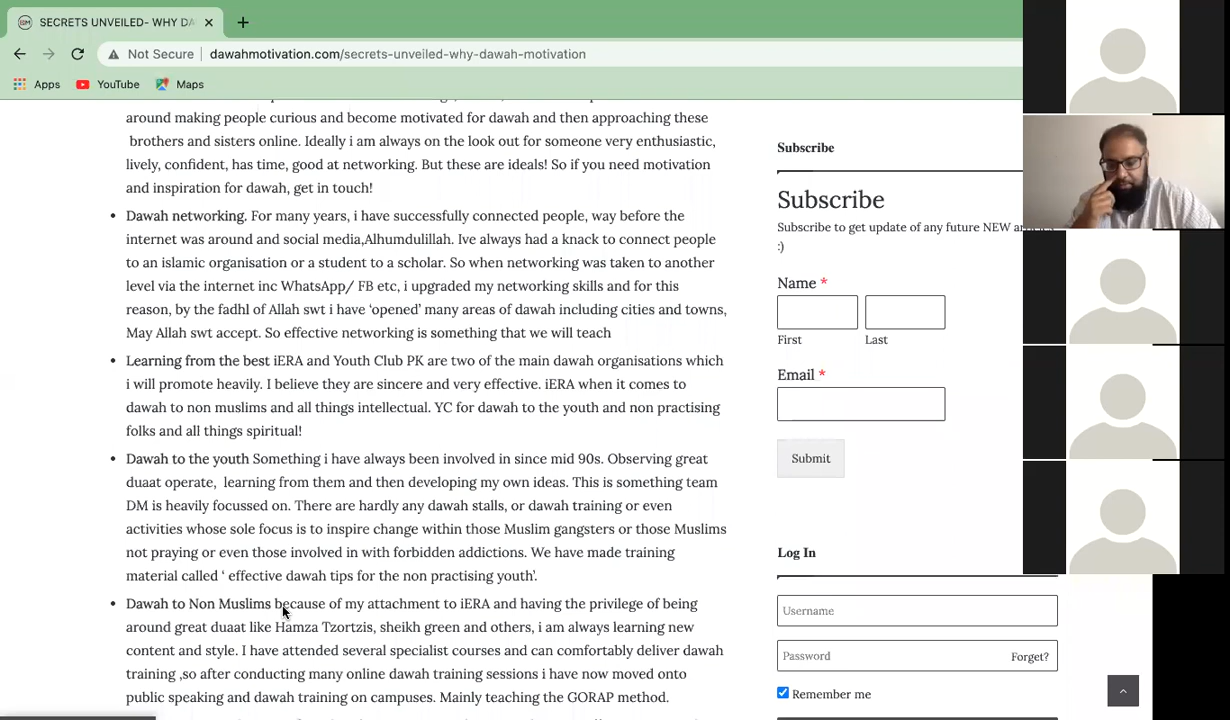 SECRETS UNVEILED- WHY DA
Not Secure
dawahmotivation.com/secrets-unveiled-why-dawah-motivation
Apps
YouTube
Maps
around making people curious and become motivated for dawah and then approaching these
brothers and sisters online. Ideally i am always on the look out for someone very enthusiastic,
lively, confident, has time, good at networking. But these are ideals! So if you need motivation
and inspiration for dawah, get in touch!
• Dawah networking. For many years, i have successfully connected people, way before the
internet was around and social media,Alhumdulillah. Ive always had a knack to connect people
to an islamic organisation or a student to a scholar. So when networking was taken to another
level via the internet inc WhatsApp/ FB etc, i upgraded my networking skills and for this
reason, by the fadhl of Allah swt i have ‘opened’ many areas of dawah including cities and towns,
May Allah swt accept. So effective networking is something that we will teach
• Learning from the best iERA and Youth Club PK are two of the main dawah organisations which
i will promote heavily. I believe they are sincere and very effective. iERA when it comes to
dawah to non muslims and all things intellectual. YC for dawah to the youth and non practising
folks and all things spiritual!
• Dawah to the youth Something i have always been involved in since mid 90s. Observing great
duaat operate, learning from them and then developing my own ideas. This is something team
DM is heavily focussed on. There are hardly any dawah stalls, or dawah training or even
activities whose sole focus is to inspire change within those Muslim gangsters or those Muslims
not praying or even those involved in with forbidden addictions. We have made training
material called ‘ effective dawah tips for the non practising youth’.
• Dawah to Non Muslims because of my attachment to iERA and having the privilege of being
around great duaat like Hamza Tzortzis, sheikh green and others, i am always learning new
content and style. I have attended several specialist courses and can comfortably deliver dawah
training ,so after conducting many online dawah training sessions i have now moved onto
public speaking and dawah training on campuses. Mainly teaching the GORAP method.
Subscribe
Subscribe
Subscribe to get update of any future NEW
:)
Name *
First
Last
Email *
Submit
Log In
Username
Password
Forget?
Remember me